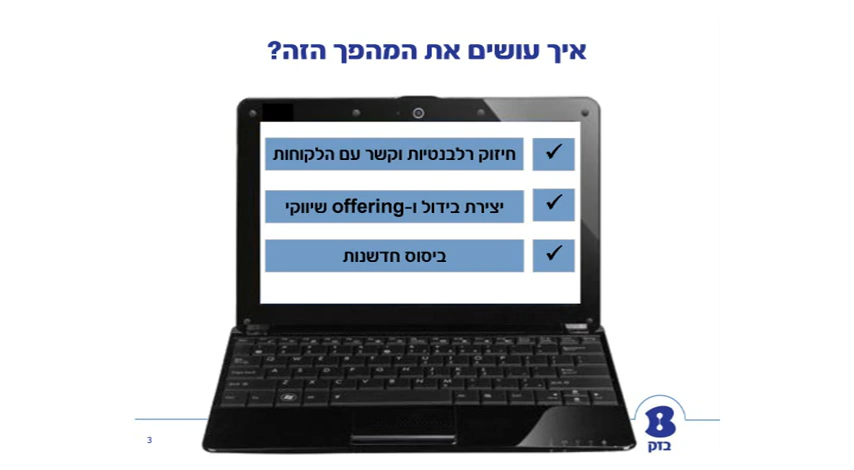 איך עושים את המהפך הזה?
חיזוק רלבנטיות וקשר עם הלקוחות
יצירת בידול ו-offering שיווקי
ביסוס חדשנות
בזק
3